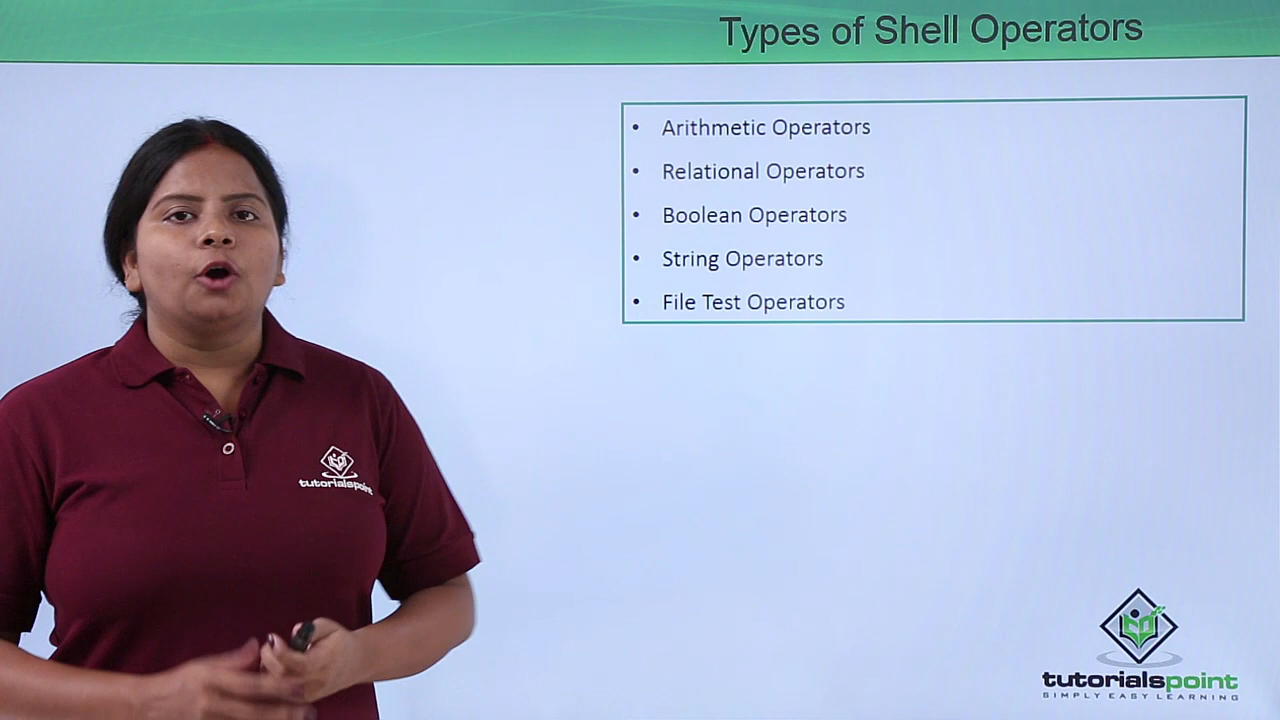 Types of Shell Operators
• Arithmetic Operators
• Relational Operators
• Boolean Operators
• String Operators
• File Test Operators
tutorialspoint
tutorialspoint
SIMPLY EASY LEARNING